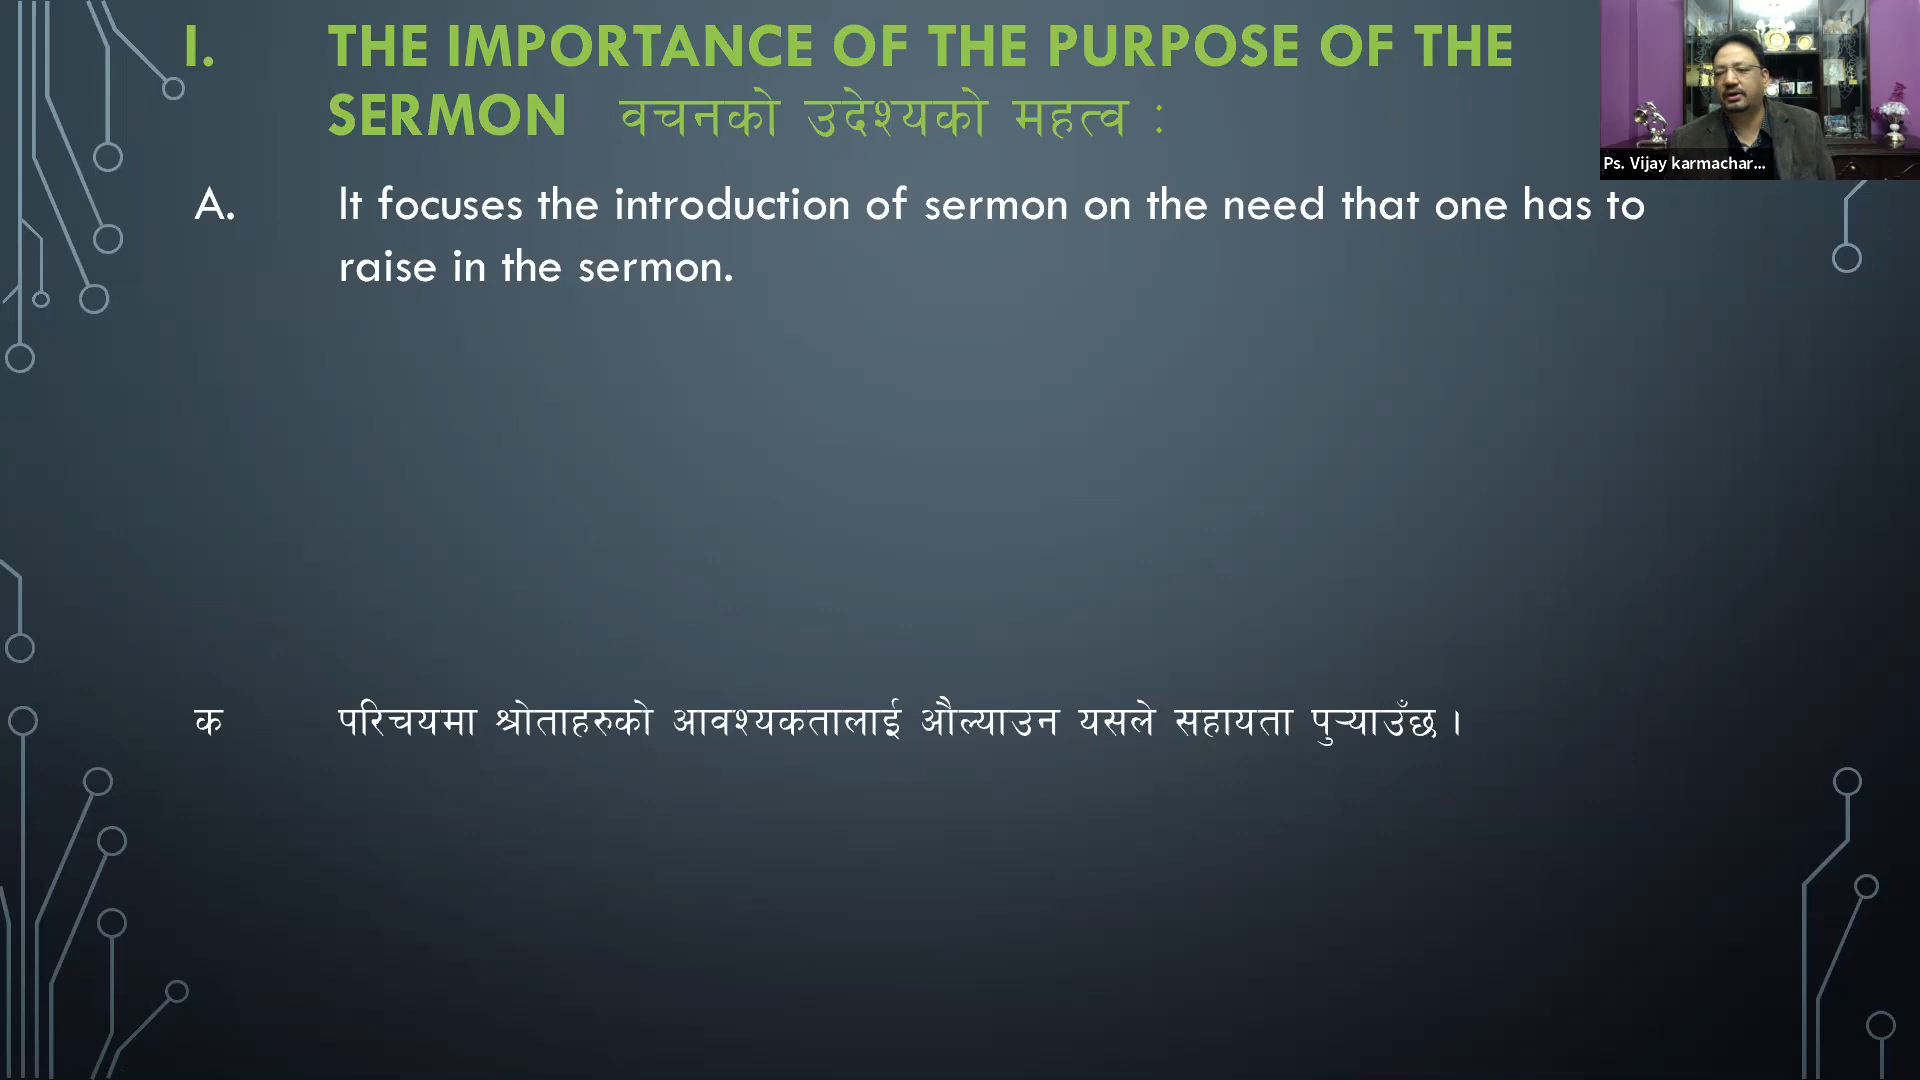 I. THE IMPORTANCE OF THE PURPOSE OF THE
SERMON वचनको उदेश्यको महत्व :
Ps. Vijay karmachar...
A. It focuses the introduction of sermon on the need that one has to
raise in the sermon.
क परिचयमा श्रोताहरुको आवश्यकतालाई औल्याउन यसले सहायता पुऱ्याउँछ ।